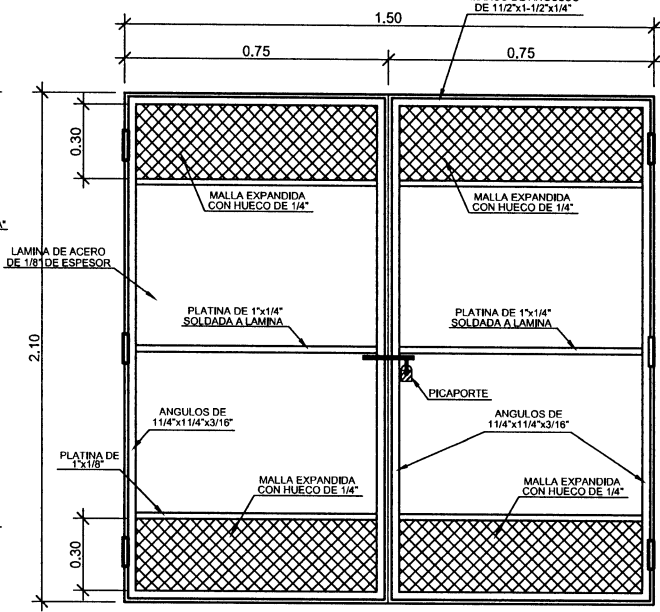 DE 11/2"x1-1/2"x1/4"
1.50
0.75
0.75
0.30
MALLA EXPANDIDA
CON HUECO DE 1/4"
MALLA EXPANDIDA
CON HUECO DE 1/4"
LAMINA DE ACERO
DE 1/8" DE ESPESOR
PLATINA DE 1"x1/4"
SOLDADA A LAMINA
PLATINA DE 1"x1/4"
SOLDADA A LAMINA
2.10
PICAPORTE
ANGULOS DE
11/4"x11/4"x3/16"
ANGULOS DE
11/4"x11/4"x3/16"
PLATINA DE
1"x1/8"
MALLA EXPANDIDA
CON HUECO DE 1/4"
MALLA EXPANDIDA
CON HUECO DE 1/4"
0.30